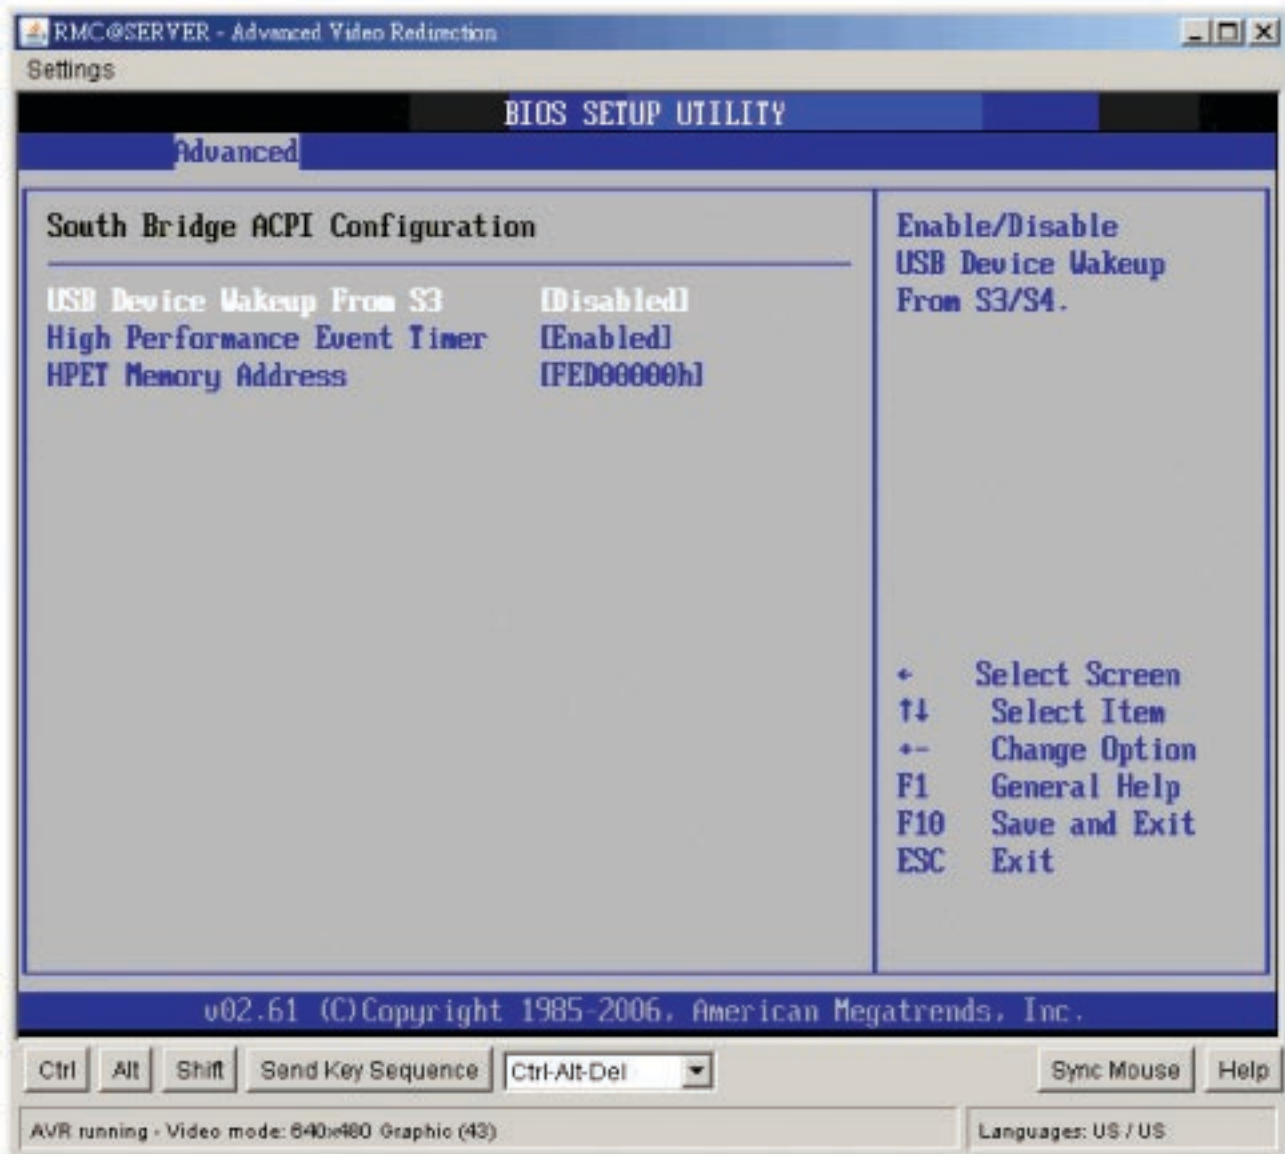 RMC@SERVER - Advanced Video Redirection
Settings
BIOS SETUP UTILITY
Advanced
South Bridge ACPI Configuration
USB Device Wakeup From S3 [Disabled]
High Performance Event Timer [Enabled]
HPET Memory Address [FED00000h]
Enable/Disable
USB Device Wakeup
From S3/S4.
← Select Screen
↑↓ Select Item
+- Change Option
F1 General Help
F10 Save and Exit
ESC Exit
v02.61 (C)Copyright 1985-2006, American Megatrends, Inc.
Ctrl Alt Shift Send Key Sequence Ctrl-Alt-Del Sync Mouse Help
AVR running - Video mode: 640x480 Graphic (43) Languages: US / US